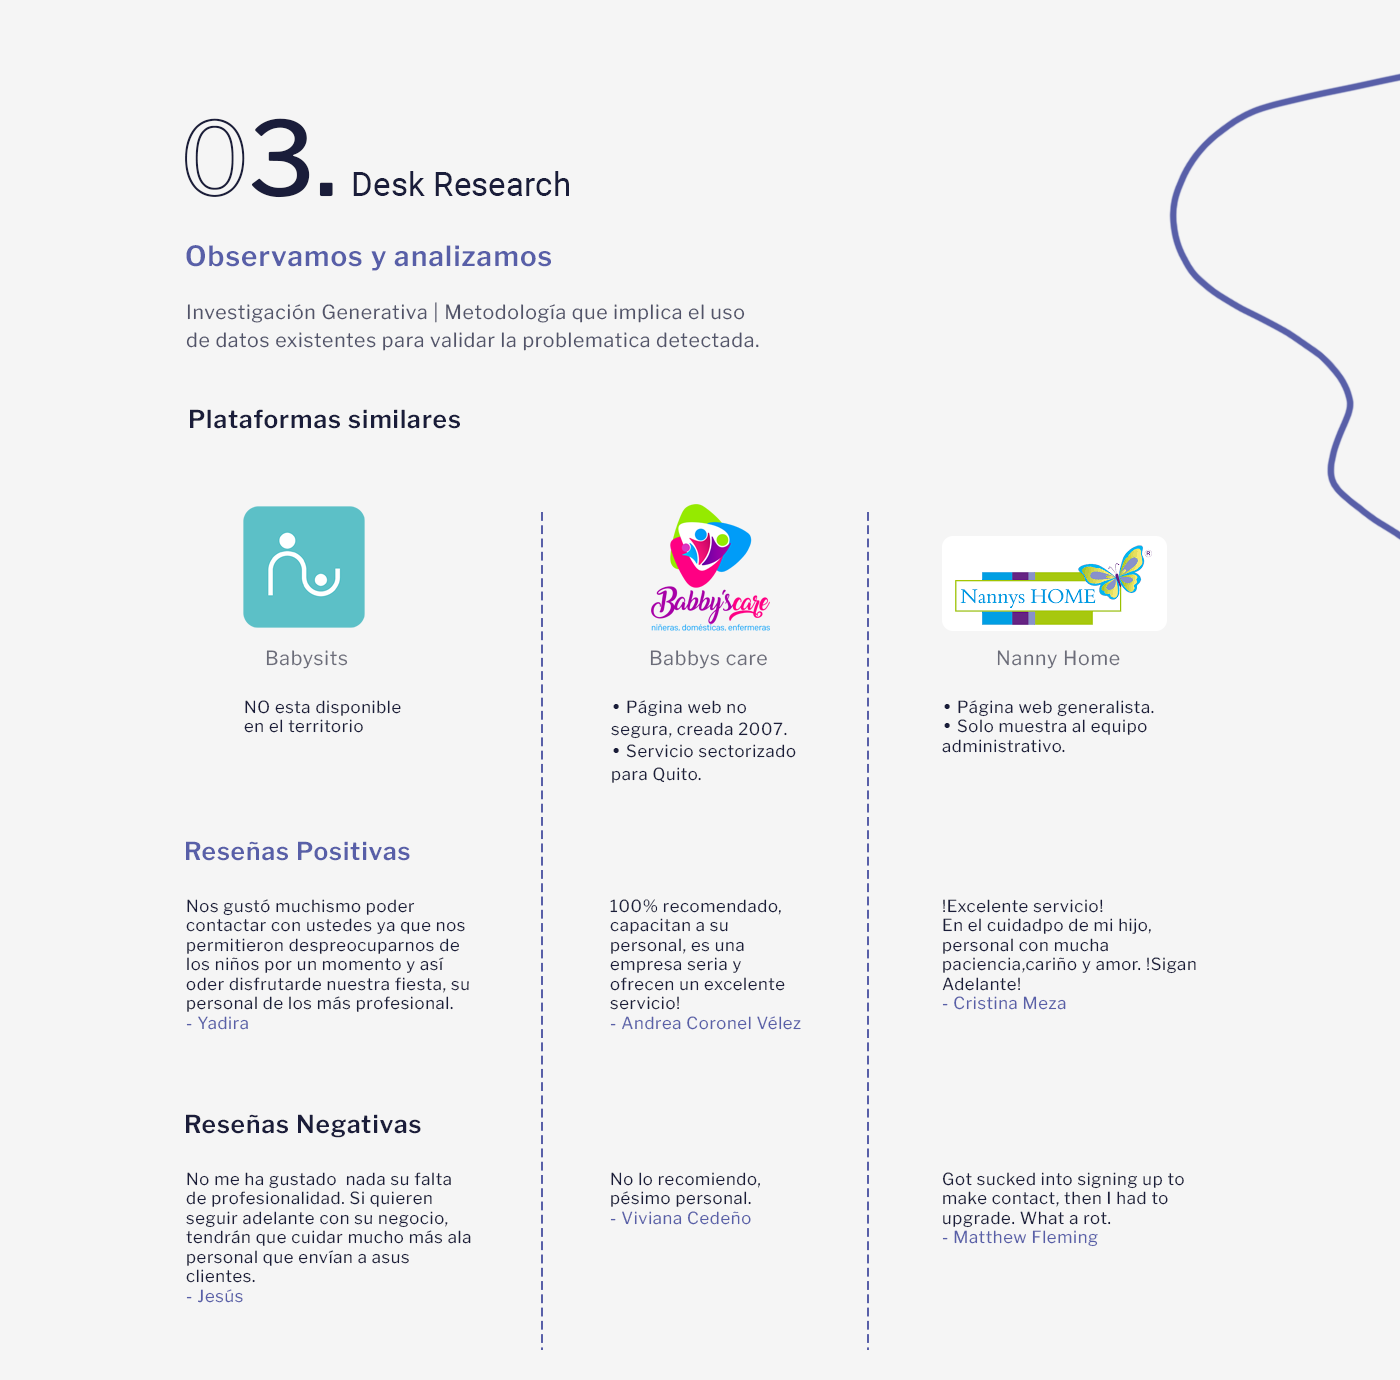 03. Desk Research
Observamos y analizamos
Investigación Generativa | Metodología que implica el uso
de datos existentes para validar la problematica detectada.
Plataformas similares
Babysits
NO esta disponible
en el territorio
Babby'scare
niñeras. domésticas. enfermeras
Babbys care
• Página web no
segura, creada 2007.
• Servicio sectorizado
para Quito.
Nannys HOME ®
Nanny Home
• Página web generalista.
• Solo muestra al equipo
administrativo.
Reseñas Positivas
Nos gustó muchismo poder
contactar con ustedes ya que nos
permitieron despreocuparnos de
los niños por un momento y así
oder disfrutarde nuestra fiesta, su
personal de los más profesional.
- Yadira
100% recomendado,
capacitan a su
personal, es una
empresa seria y
ofrecen un excelente
servicio!
- Andrea Coronel Vélez
!Excelente servicio!
En el cuidadpo de mi hijo,
personal con mucha
paciencia,cariño y amor. !Sigan
Adelante!
- Cristina Meza
Reseñas Negativas
No me ha gustado  nada su falta
de profesionalidad. Si quieren
seguir adelante con su negocio,
tendrán que cuidar mucho más ala
personal que envían a asus
clientes.
- Jesús
No lo recomiendo,
pésimo personal.
- Viviana Cedeño
Got sucked into signing up to
make contact, then I had to
upgrade. What a rot.
- Matthew Fleming